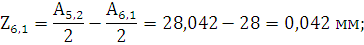 Z₆,₁ = A₅,₂/2 − A₆,₁/2 = 28,042 − 28 = 0,042 мм;